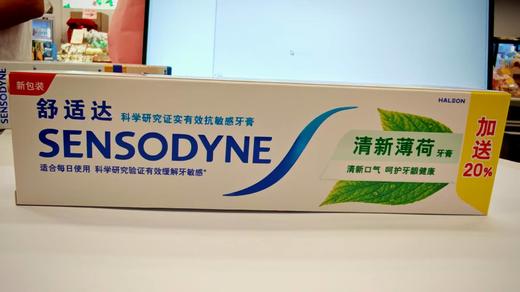 新包装
舒适达
科学研究证实有效抗敏感牙膏
SENSODYNE
适合每日使用 科学研究验证有效缓解牙敏感*
HALEON
清新薄荷 牙膏
清新口气 呵护牙龈健康
加送
20%
SENSODYNE